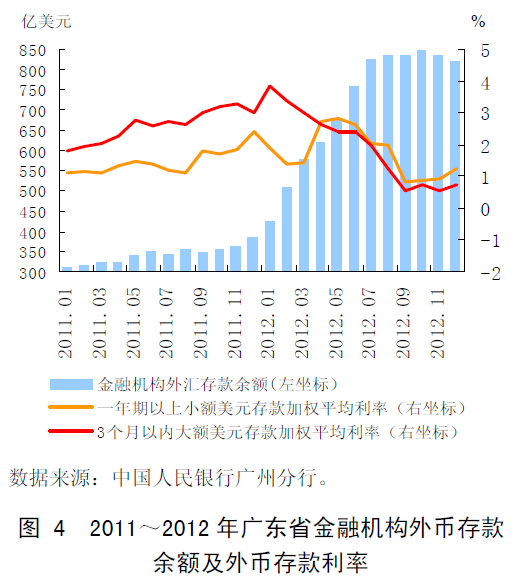 亿美元 %
850 5
800 4
750
700 3
650
600 2
550 1
500
450 0
400
350 -1
300 -2
2011.01 2011.03 2011.05 2011.07 2011.09 2011.11 2012.01 2012.03 2012.05 2012.07 2012.09 2012.11
金融机构外汇存款余额(左坐标)
一年期以上小额美元存款加权平均利率（右坐标）
3个月以内大额美元存款加权平均利率（右坐标）
数据来源：中国人民银行广州分行。
图 4 2011～2012 年广东省金融机构外币存款
余额及外币存款利率